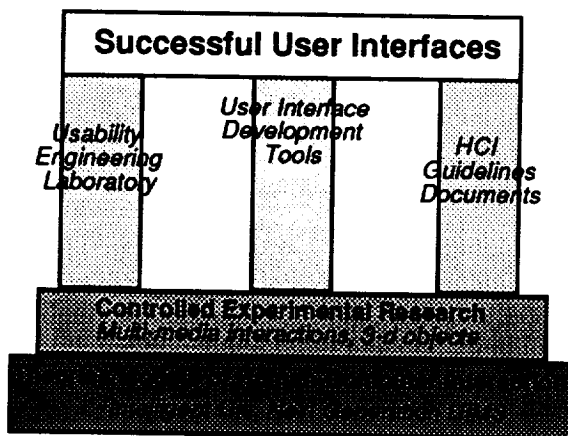 Successful User Interfaces
Usability
Engineering
Laboratory
User Interface
Development
Tools
HCI
Guidelines
Documents
Controlled Experimental Research
Multi-media Interactions, 3-d objects